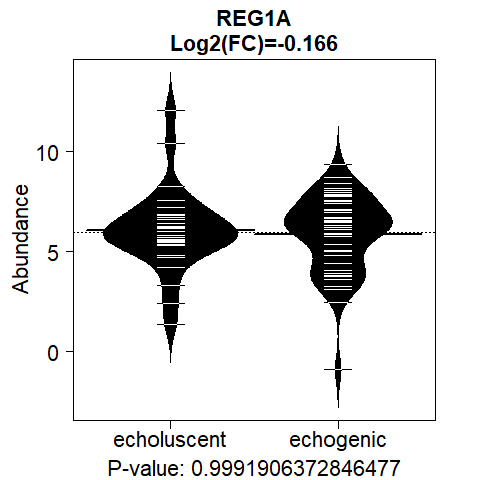 REG1A
Log2(FC)=-0.166
Abundance
10
5
0
echoluscent echogenic
P-value: 0.9991906372846477